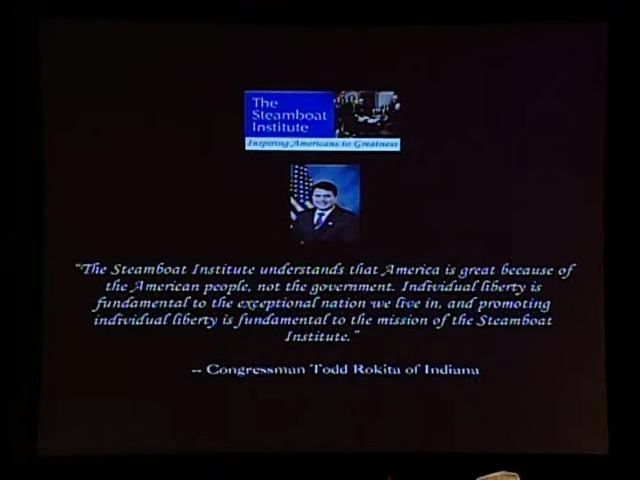 The
Steamboat
Institute
Inspiring Americans to Greatness
"The Steamboat Institute understands that America is great because of
the American people, not the government. Individual liberty is
fundamental to the exceptional nation we live in, and promoting
individual liberty is fundamental to the mission of the Steamboat
Institute."
-- Congressman Todd Rokita of Indiana